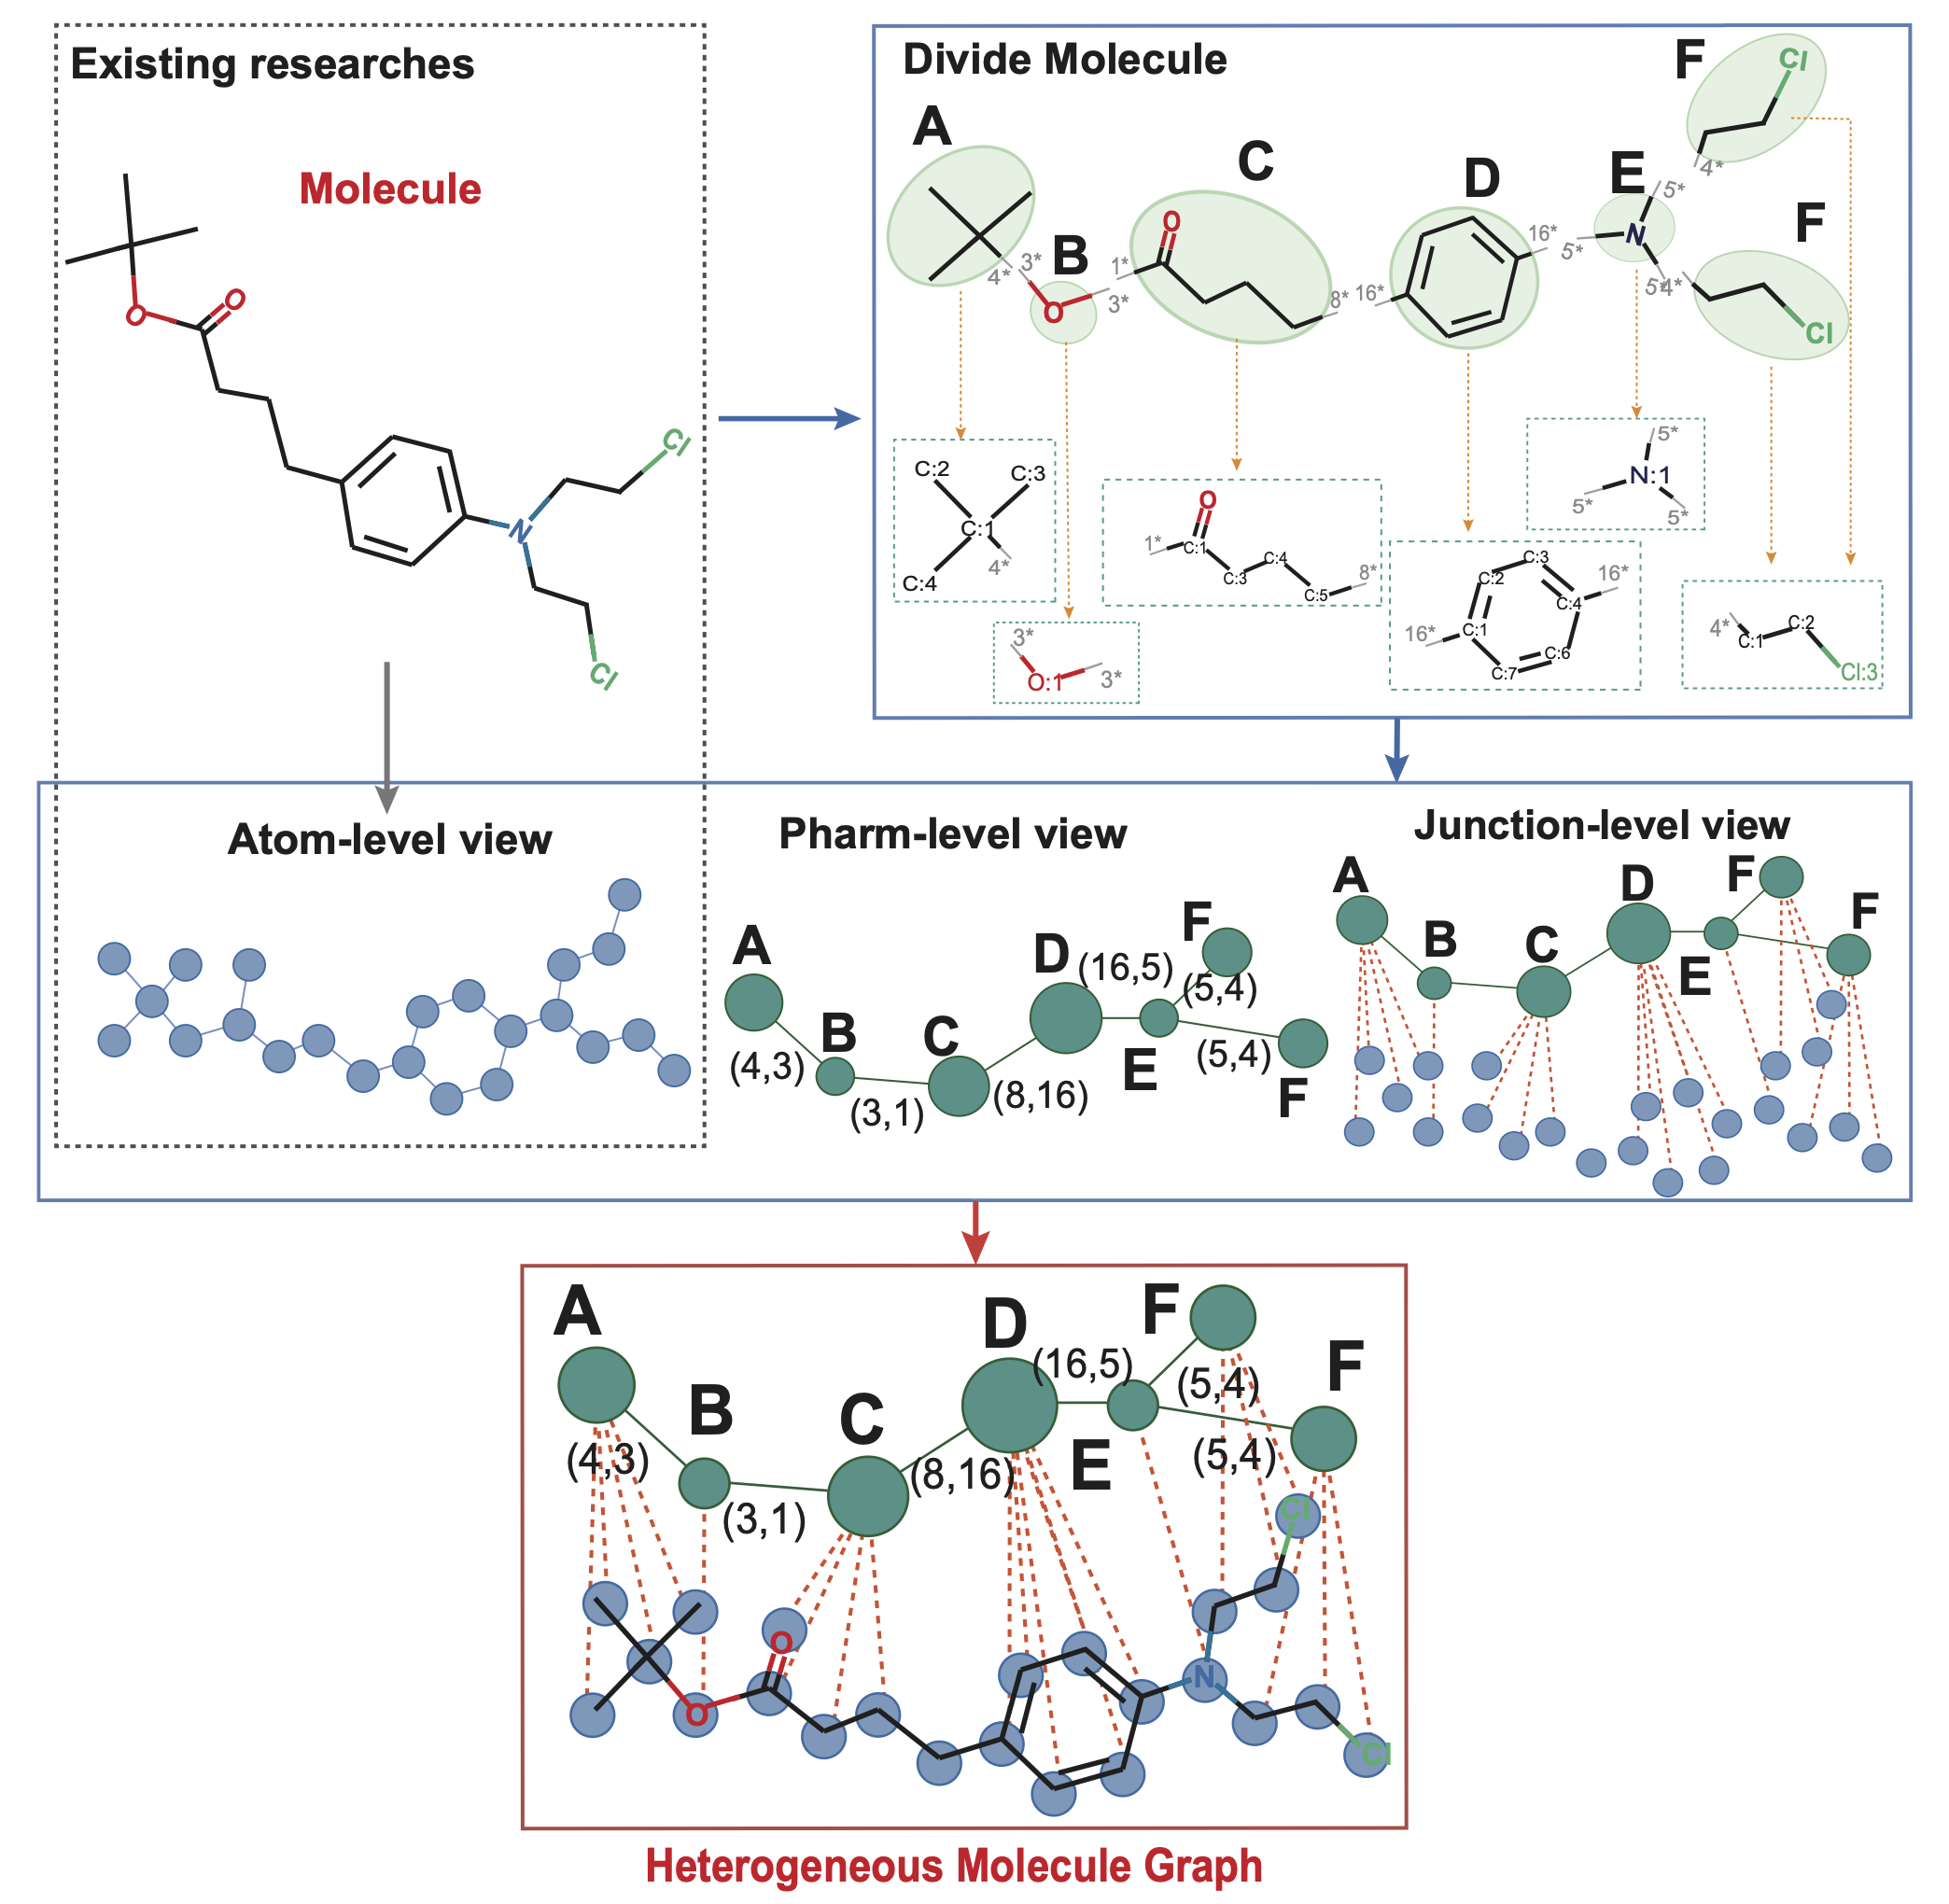 Existing researches
Molecule
O
O
N
Cl
Cl
Divide Molecule
A
B
C
D
E
F
F
Cl
4*
5*
O
3*
4*
1*
3*
O
8*
16*
16*
5*
N
5*
4*
Cl
C:2
C:3
C:1
C:4
4*
3*
O:1
3*
O
1*
C:1
C:3
C:4
C:5
8*
C:3
C:2
C:4
16*
16*
C:1
C:6
C:7
5*
N:1
5*
5*
4*
C:1
C:2
Cl:3
Atom-level view
Pharm-level view
A
B
C
D
E
F
F
(4,3)
(3,1)
(8,16)
(16,5)
(5,4)
(5,4)
Junction-level view
A
B
C
D
E
F
F
A
B
C
D
E
F
F
(4,3)
(3,1)
(8,16)
(16,5)
(5,4)
(5,4)
O
O
N
Cl
Cl
Heterogeneous Molecule Graph